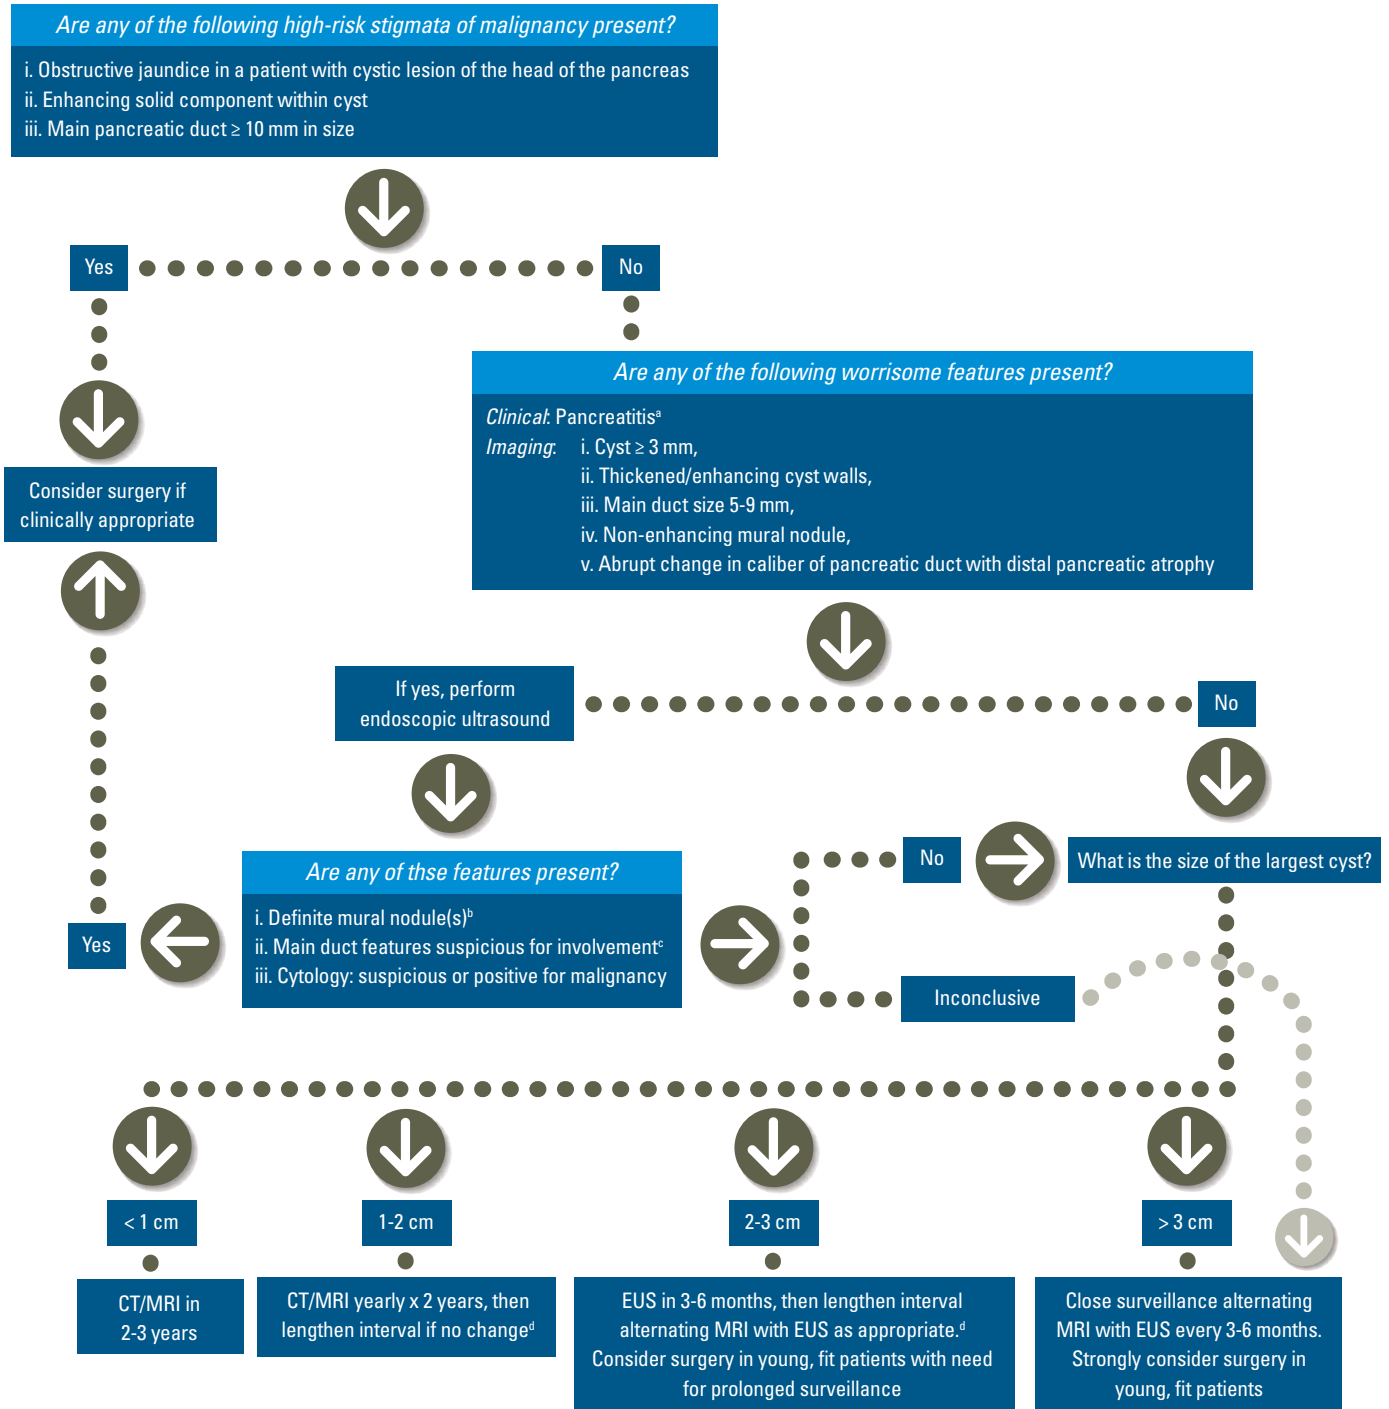 Are any of the following high-risk stigmata of malignancy present?
i. Obstructive jaundice in a patient with cystic lesion of the head of the pancreas
ii. Enhancing solid component within cyst
iii. Main pancreatic duct ≥ 10 mm in size
Yes
No
Are any of the following worrisome features present?
Clinical: Pancreatitisᵃ
Imaging: i. Cyst ≥ 3 mm,
ii. Thickened/enhancing cyst walls,
iii. Main duct size 5-9 mm,
iv. Non-enhancing mural nodule,
v. Abrupt change in caliber of pancreatic duct with distal pancreatic atrophy
Consider surgery if
clinically appropriate
If yes, perform
endoscopic ultrasound
No
Are any of thse features present?
i. Definite mural nodule(s)ᵇ
ii. Main duct features suspicious for involvementᶜ
iii. Cytology: suspicious or positive for malignancy
Yes
No
What is the size of the largest cyst?
Inconclusive
< 1 cm
CT/MRI in
2-3 years
1-2 cm
CT/MRI yearly x 2 years, then
lengthen interval if no changeᵈ
2-3 cm
EUS in 3-6 months, then lengthen interval
alternating MRI with EUS as appropriate.ᵈ
Consider surgery in young, fit patients with need
for prolonged surveillance
> 3 cm
Close surveillance alternating
MRI with EUS every 3-6 months.
Strongly consider surgery in
young, fit patients